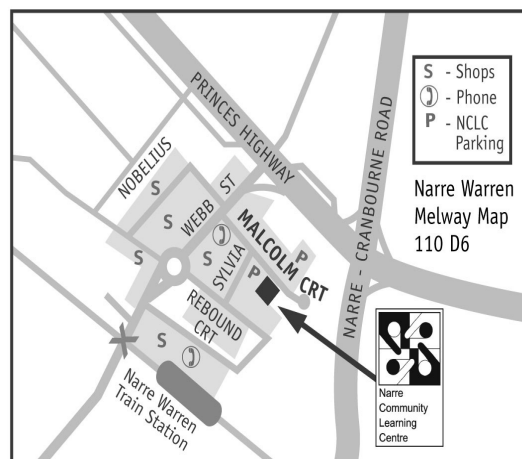 PRINCES HIGHWAY
NARRE - CRANBOURNE ROAD
S - Shops
- Phone
P - NCLC
Parking
Narre Warren
Melway Map
110 D6
NOBELIUS
S
S
S
WEBB ST
S
SYLVIA
MALCOLM CRT
P
P
REBOUND
CRT
S
Narre Warren
Train Station
Narre
Community
Learning
Centre